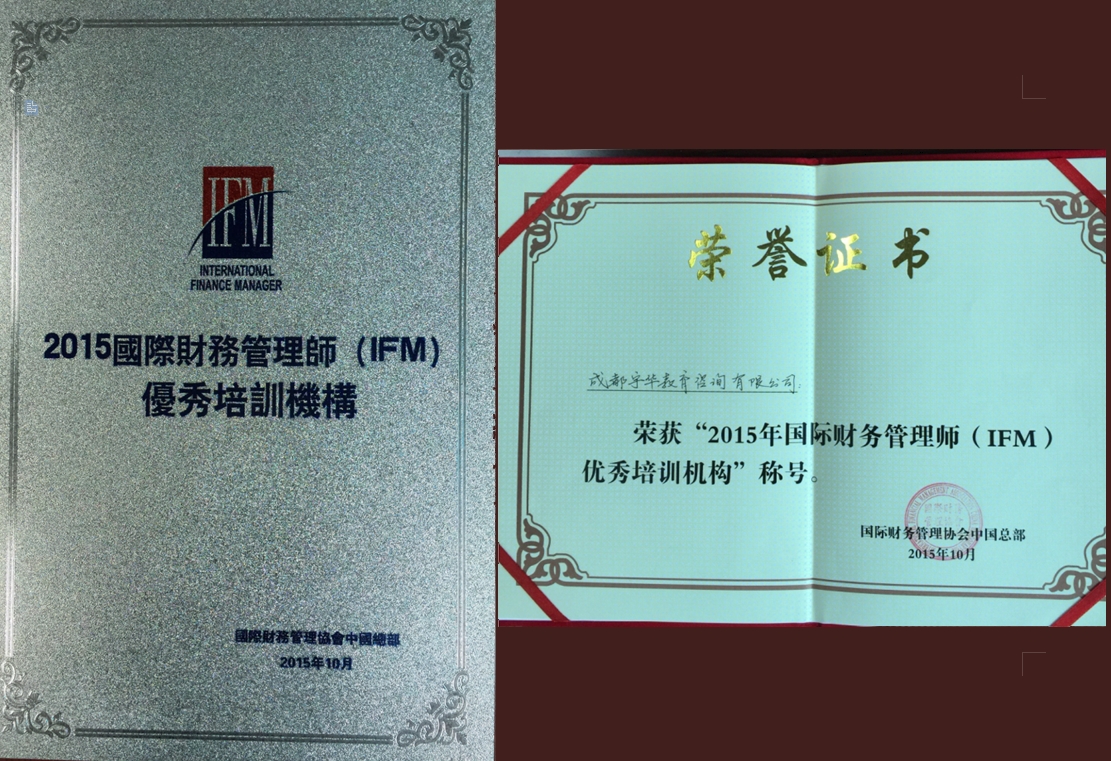 IFM
INTERNATIONAL
FINANCE MANAGER
2015國際財務管理師（IFM）
優秀培訓機構
國際財務管理協會中國總部
2015年10月
荣誉证书
成都宇华教育咨询有限公司:
荣获“2015年国际财务管理师（IFM）
优秀培训机构”称号。
国际财务管理协会中国总部
2015年10月